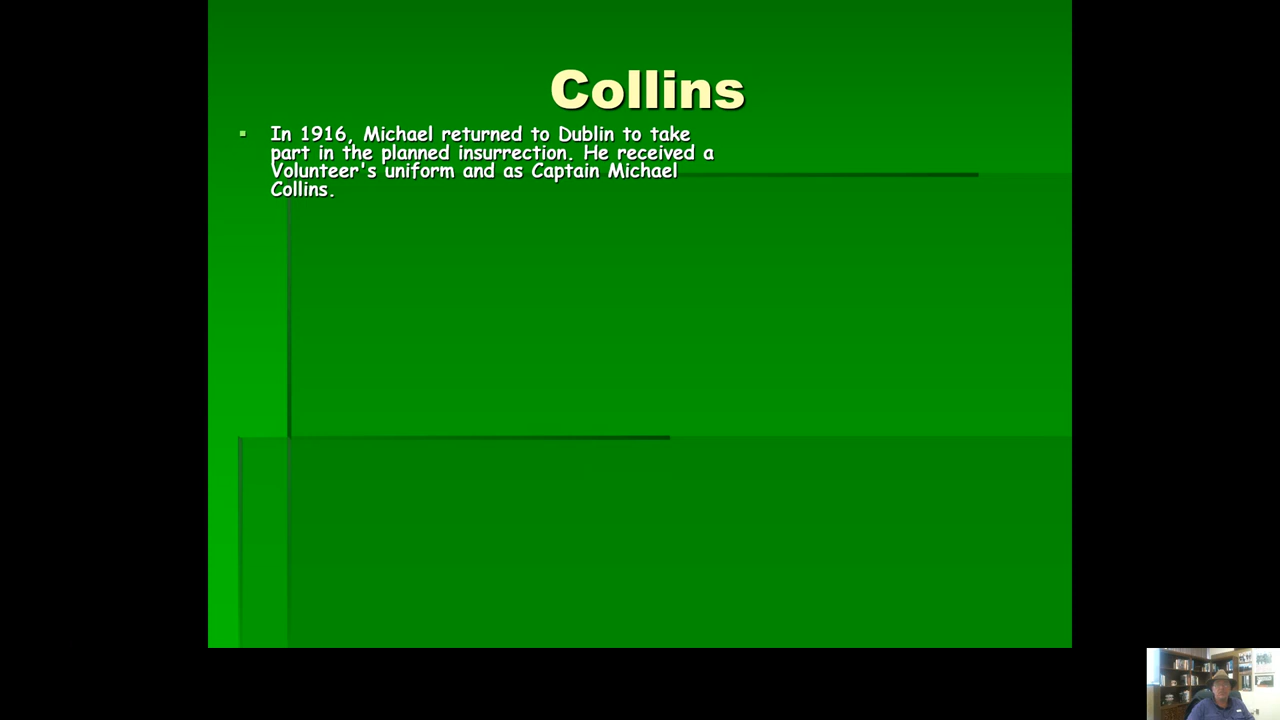 Collins
In 1916, Michael returned to Dublin to take
part in the planned insurrection. He received a
Volunteer's uniform and as Captain Michael
Collins.